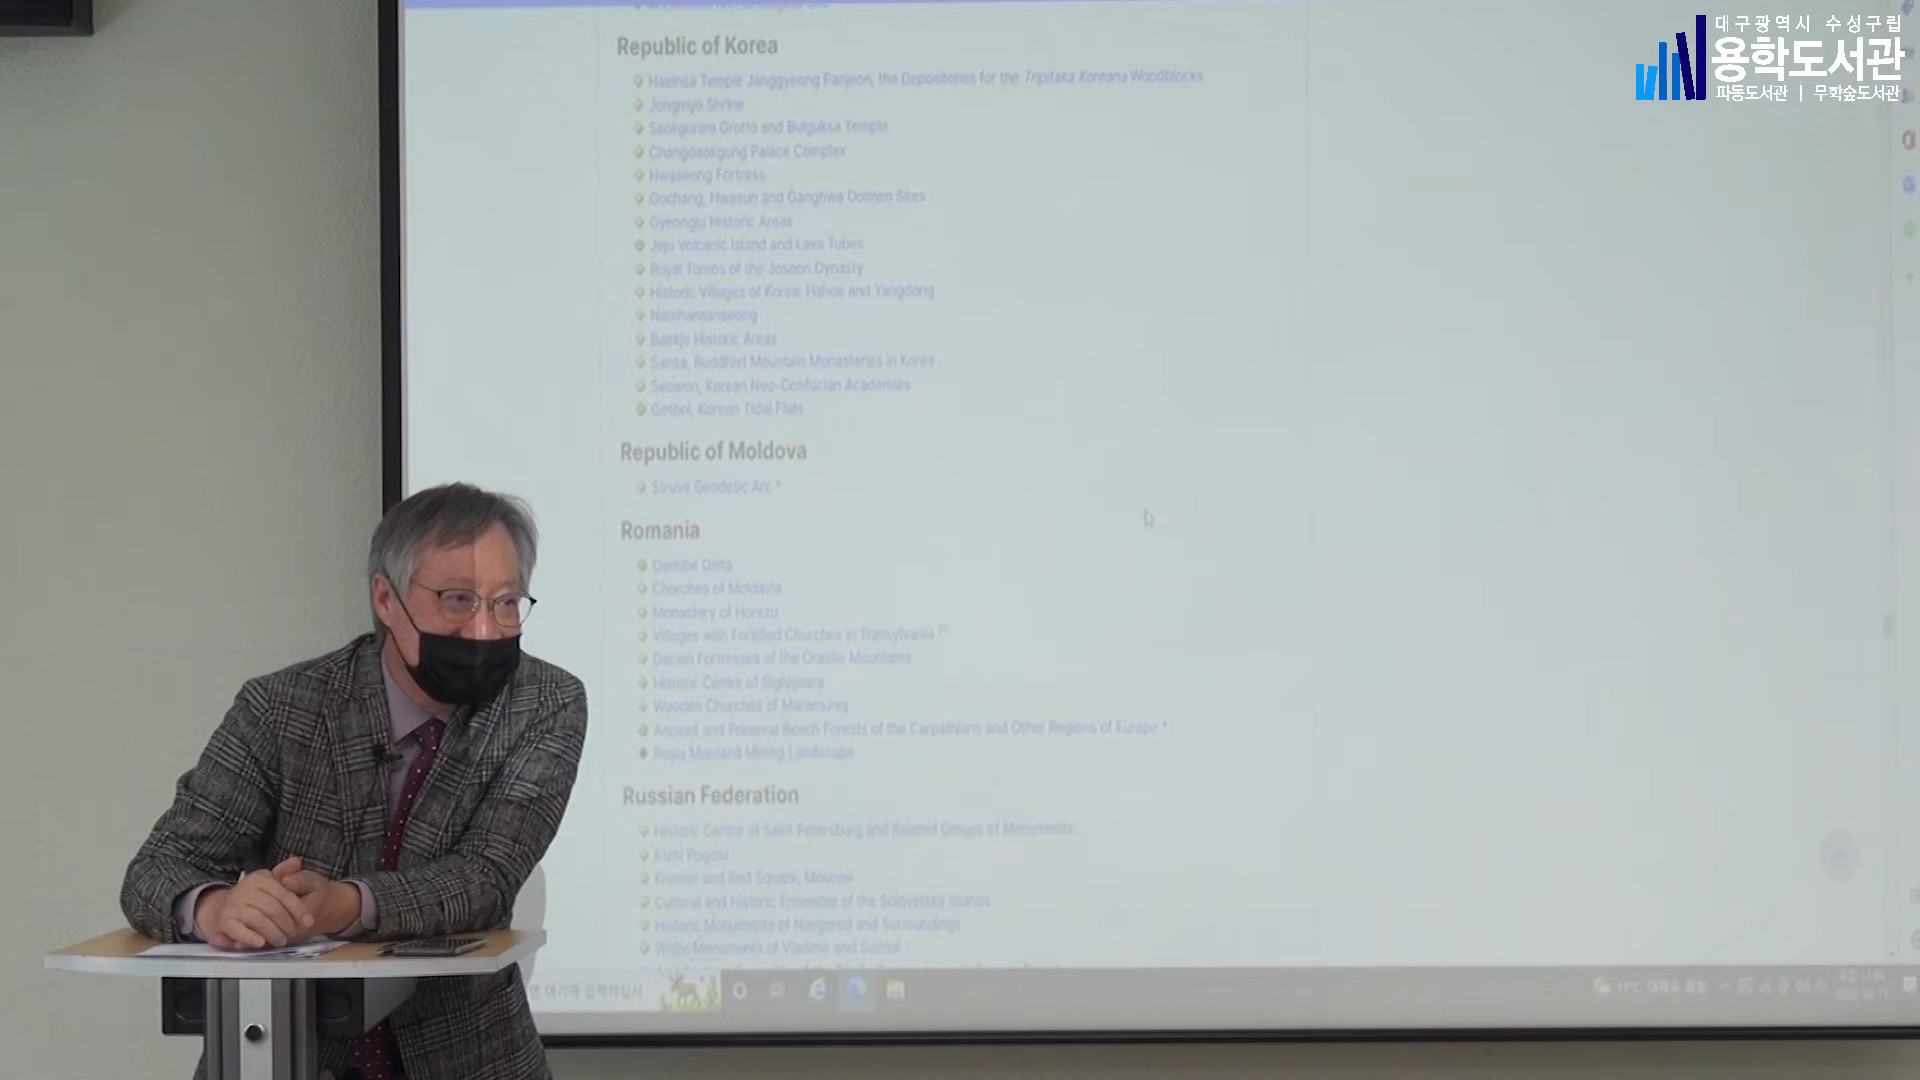 대구광역시 수성구립
용학도서관
파동도서관 | 무학숲도서관
Republic of Korea
Haeinsa Temple Janggyeong Panjeon, the Depositories for the Tripitaka Koreana Woodblocks
Jongmyo Shrine
Seokguram Grotto and Bulguksa Temple
Changdeokgung Palace Complex
Hwaseong Fortress
Gochang, Hwasun and Ganghwa Dolmen Sites
Gyeongju Historic Areas
Jeju Volcanic Island and Lava Tubes
Royal Tombs of the Joseon Dynasty
Historic Villages of Korea: Hahoe and Yangdong
Namhansanseong
Baekje Historic Areas
Sansa, Buddhist Mountain Monasteries in Korea
Seowon, Korean Neo-Confucian Academies
Getbol, Korean Tidal Flats
Republic of Moldova
Struve Geodetic Arc *
Romania
Danube Delta
Churches of Moldavia
Monastery of Horezu
Villages with Fortified Churches in Transylvania
Dacian Fortresses of the Orastie Mountains
Historic Centre of Sighişoara
Wooden Churches of Maramureş
Ancient and Primeval Beech Forests of the Carpathians and Other Regions of Europe *
Roşia Montană Mining Landscape
Russian Federation
Historic Centre of Saint Petersburg and Related Groups of Monuments
Kizhi Pogost
Kremlin and Red Square, Moscow
Cultural and Historic Ensemble of the Solovetsky Islands
Historic Monuments of Novgorod and Surroundings
White Monuments of Vladimir and Suzdal
여기에 입력하십시